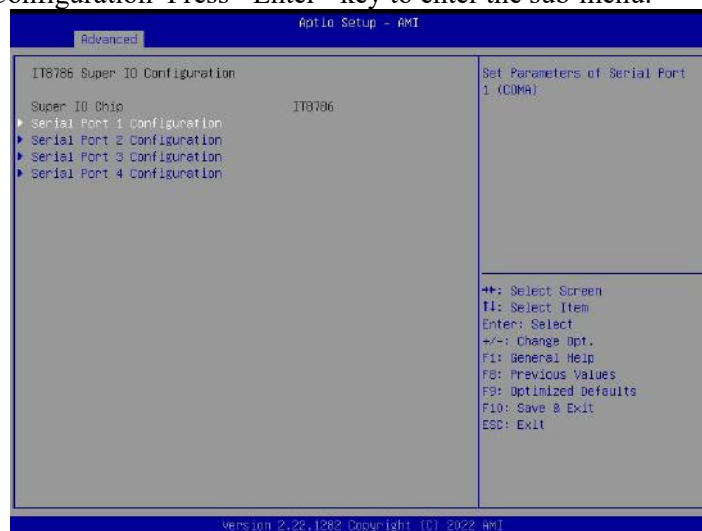 Configuration Press "Enter" key to enter the sub-menu.
Aptio Setup - AMI
Advanced
IT8786 Super IO Configuration
Super IO Chip IT8786
Serial Port 1 Configuration
Serial Port 2 Configuration
Serial Port 3 Configuration
Serial Port 4 Configuration
Set Parameters of Serial Port
1 (COMA)
→←: Select Screen
↑↓: Select Item
Enter: Select
+/-: Change Opt.
F1: General Help
F8: Previous Values
F9: Optimized Defaults
F10: Save & Exit
ESC: Exit
Version 2.22.1282 Copyright (C) 2022 AMI